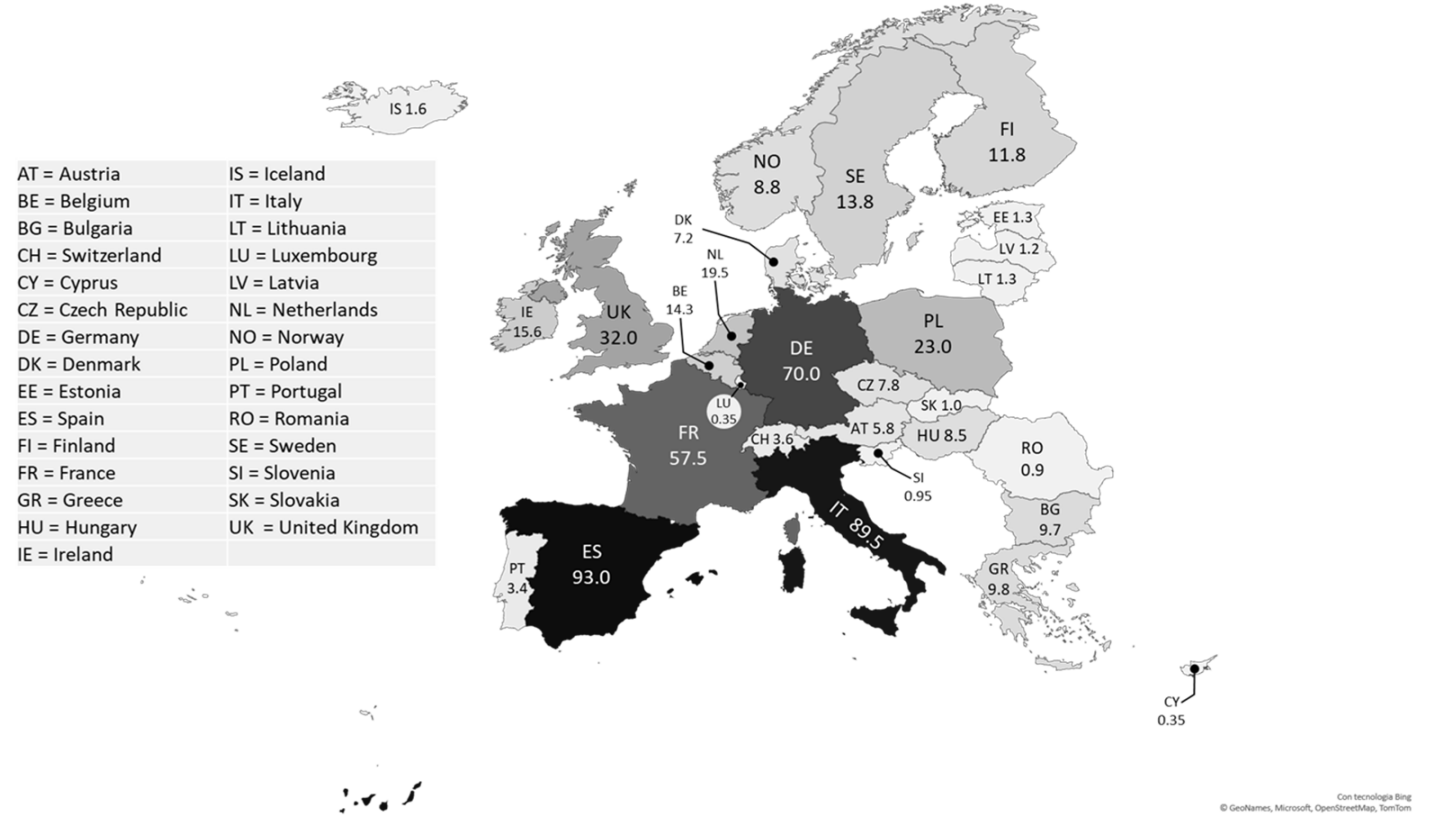 IS 1.6
AT = Austria IS = Iceland
BE = Belgium IT = Italy
BG = Bulgaria LT = Lithuania
CH = Switzerland LU = Luxembourg
CY = Cyprus LV = Latvia
CZ = Czech Republic NL = Netherlands
DE = Germany NO = Norway
DK = Denmark PL = Poland
EE = Estonia PT = Portugal
ES = Spain RO = Romania
FI = Finland SE = Sweden
FR = France SI = Slovenia
GR = Greece SK = Slovakia
HU = Hungary UK = United Kingdom
IE = Ireland
FI
11.8
NO
8.8
SE
13.8
DK
7.2
NL
19.5
BE
14.3
EE 1.3
LV 1.2
LT 1.3
IE
15.6
UK
32.0
PL
23.0
DE
70.0
CZ 7.8
SK 1.0
LU
0.35
FR
57.5
CH 3.6
AT 5.8
HU 8.5
RO
0.9
SI
0.95
BG
9.7
IT 89.5
ES
93.0
PT
3.4
GR
9.8
CY
0.35
Con tecnologia Bing
© GeoNames, Microsoft, OpenStreetMap, TomTom